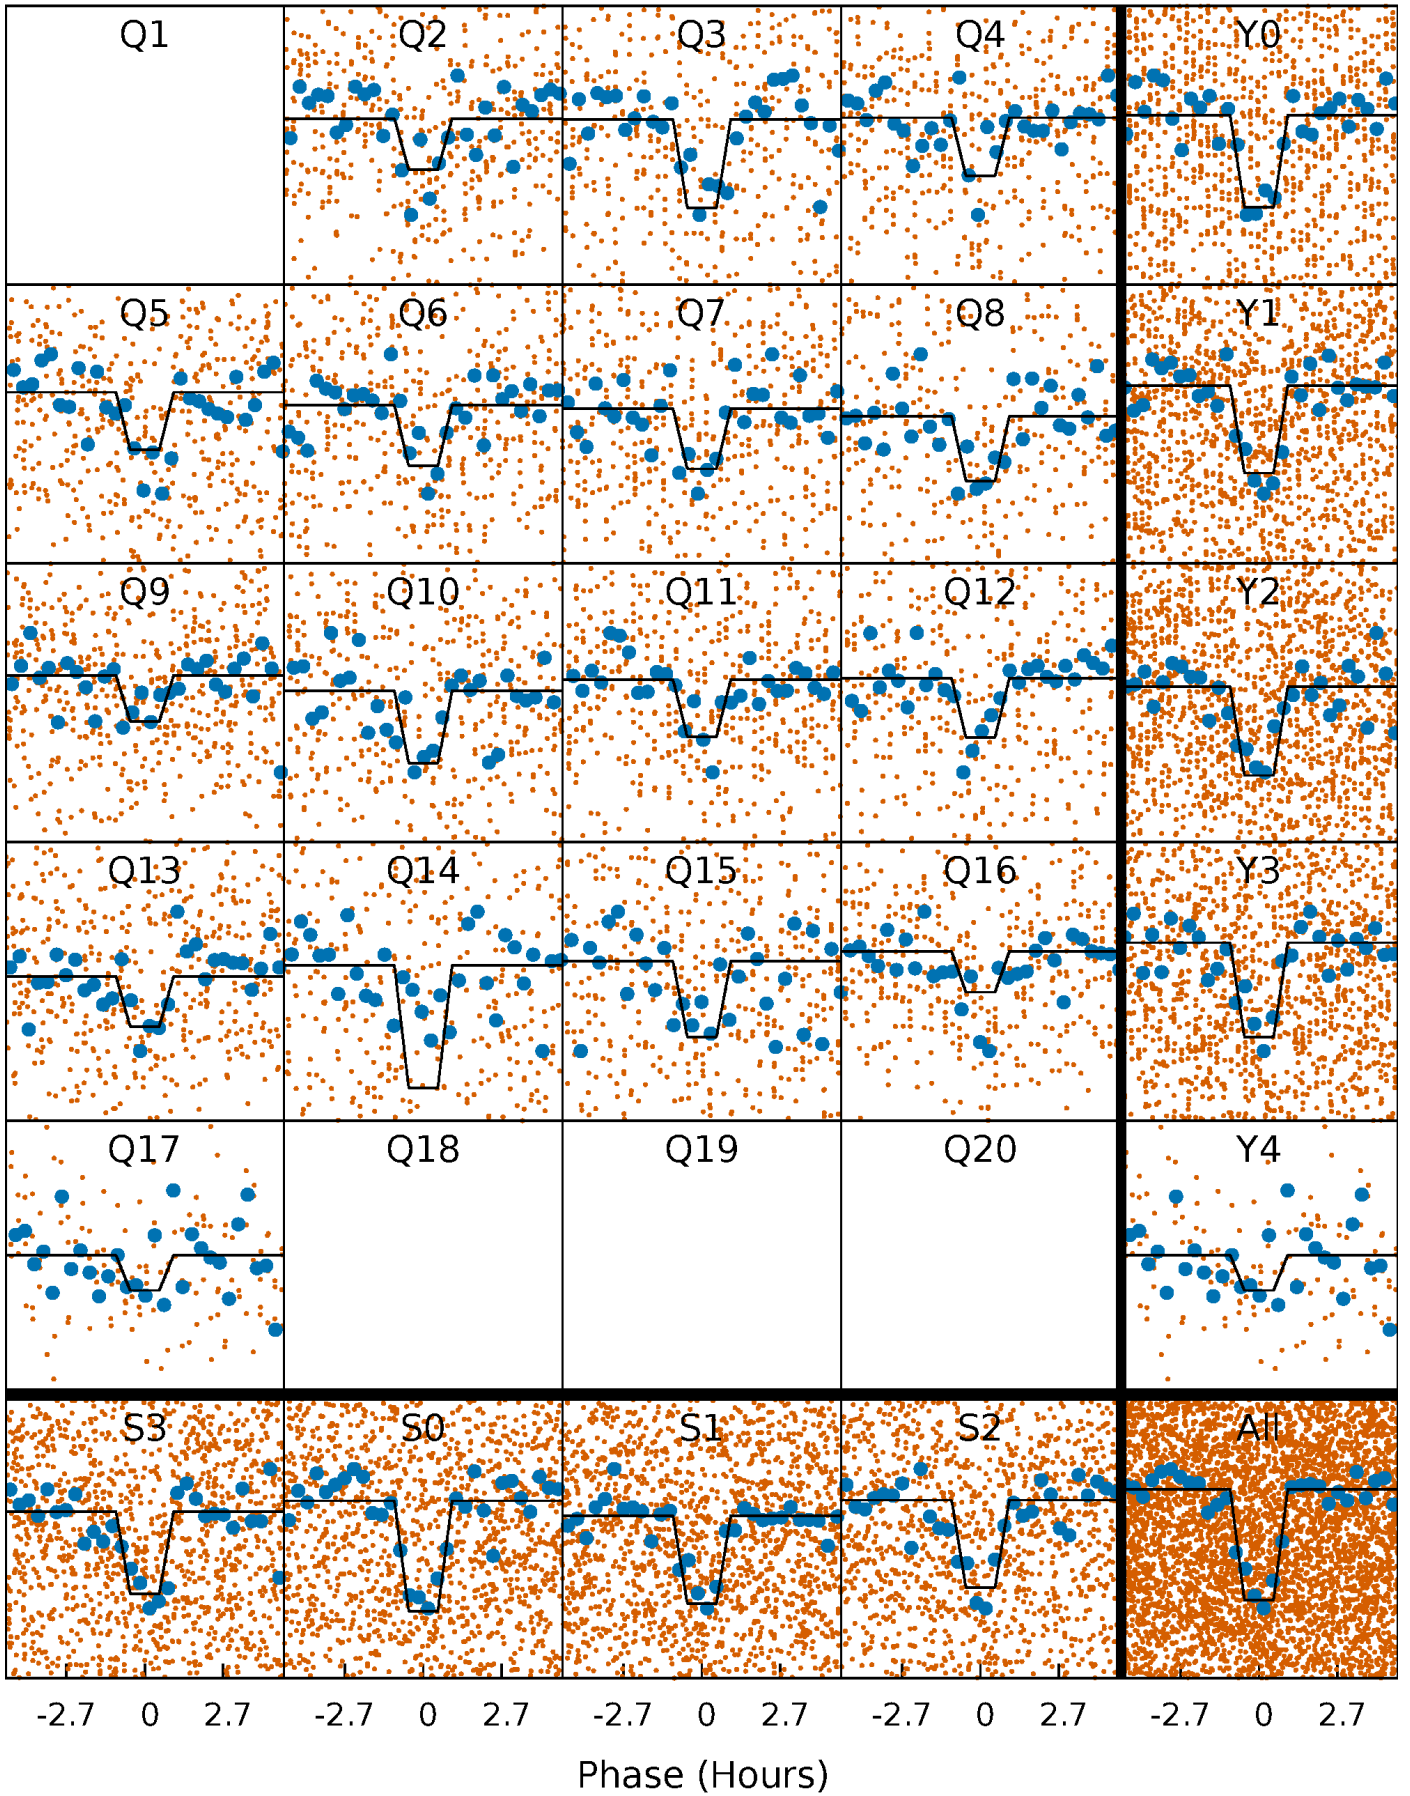 Q1 Q2 Q3 Q4 Y0
Q5 Q6 Q7 Q8 Y1
Q9 Q10 Q11 Q12 Y2
Q13 Q14 Q15 Q16 Y3
Q17 Q18 Q19 Q20 Y4
S3 S0 S1 S2 All
-2.7 0 2.7 -2.7 0 2.7 -2.7 0 2.7 -2.7 0 2.7 -2.7 0 2.7
Phase (Hours)